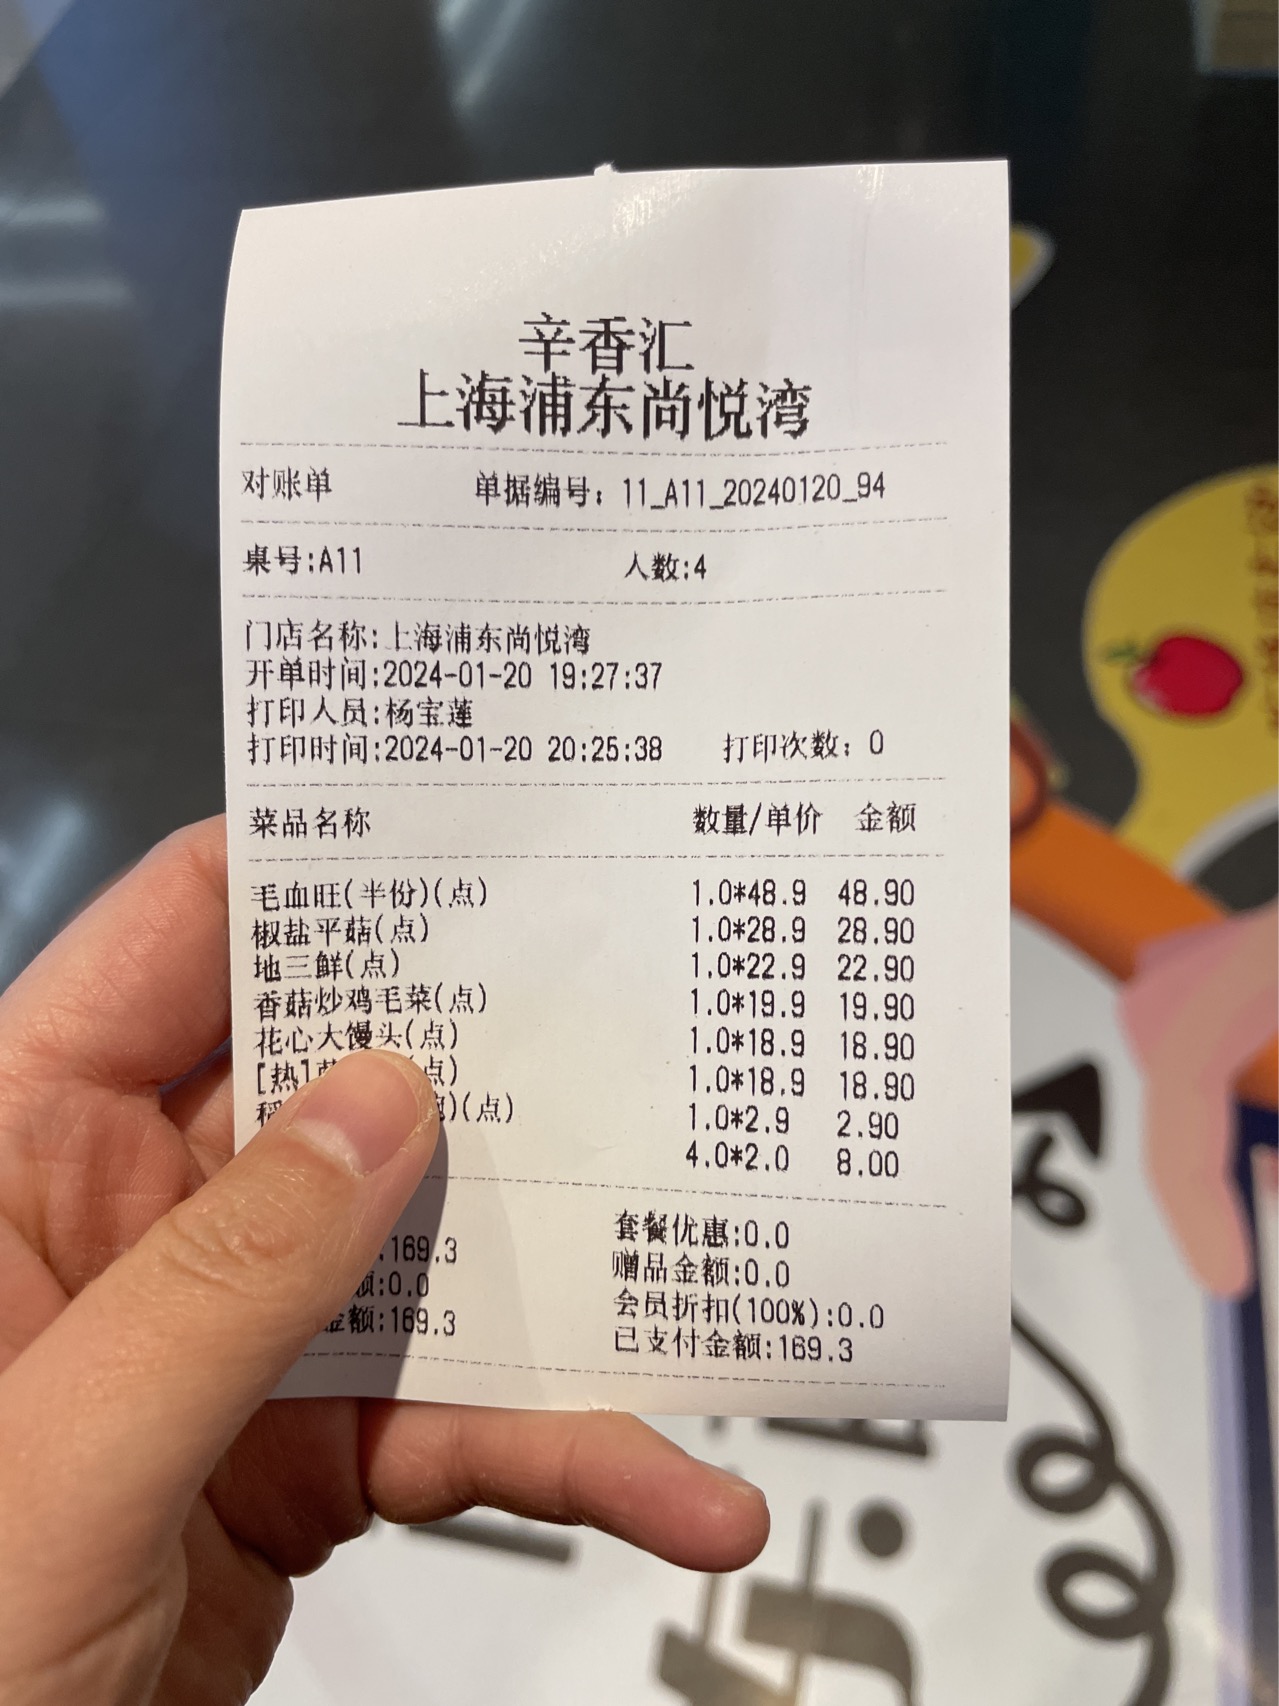 辛香汇
上海浦东尚悦湾
对账单 单据编号：11_A11_20240120_94
桌号:A11 人数:4
门店名称:上海浦东尚悦湾
开单时间:2024-01-20 19:27:37
打印人员:杨宝莲
打印时间:2024-01-20 20:25:38 打印次数：0
菜品名称 数量/单价 金额
毛血旺(半份)(点) 1.0*48.9 48.90
椒盐平菇(点) 1.0*28.9 28.90
地三鲜(点) 1.0*22.9 22.90
香菇炒鸡毛菜(点) 1.0*19.9 19.90
花心大馒头(点) 1.0*18.9 18.90
[热] 点) 1.0*18.9 18.90
)(点) 1.0*2.9 2.90
4.0*2.0 8.00
套餐优惠:0.0
169.3 赠品金额:0.0
额:0.0 会员折扣(100%):0.0
金额:169.3 已支付金额:169.3